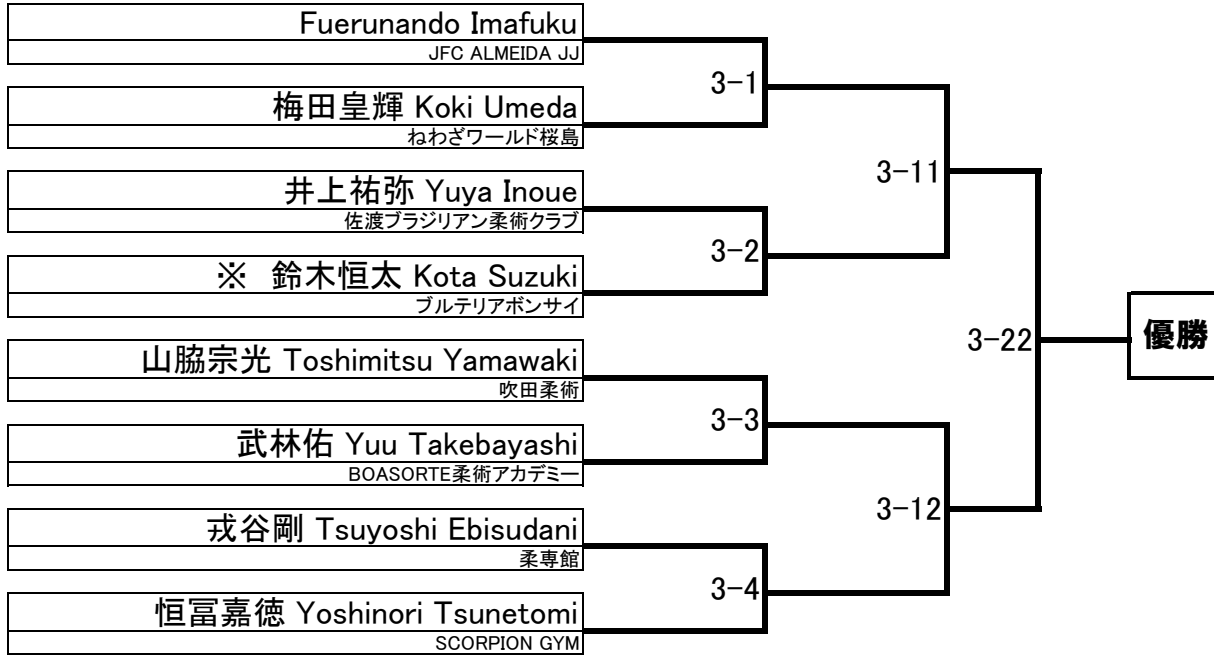 Fuerunando Imafuku
JFC ALMEIDA JJ
3-1
梅田皇輝 Koki Umeda
ねわざワールド桜島
3-11
井上祐弥 Yuya Inoue
佐渡ブラジリアン柔術クラブ
3-2
※ 鈴木恒太 Kota Suzuki
ブルテリアボンサイ
3-22
優勝
山脇宗光 Toshimitsu Yamawaki
吹田柔術
3-3
武林佑 Yuu Takebayashi
BOASORTE柔術アカデミー
3-12
戎谷剛 Tsuyoshi Ebisudani
柔専館
3-4
恒冨嘉徳 Yoshinori Tsunetomi
SCORPION GYM